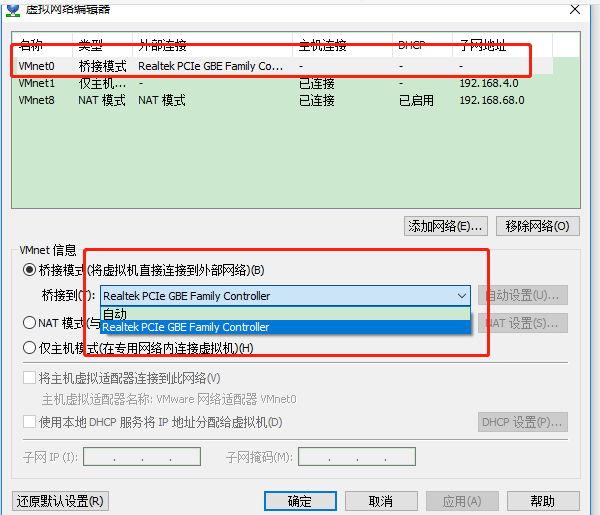 虚拟网络编辑器
名称 类型 外部连接 主机连接 DHCP 子网地址
VMnet0 桥接模式 Realtek PCIe GBE Family Co... - - -
VMnet1 仅主机... - 已连接 - 192.168.4.0
VMnet8 NAT 模式 NAT 模式 已连接 已启用 192.168.68.0
添加网络(E)... 移除网络(O)
VMnet 信息
桥接模式(将虚拟机直接连接到外部网络)(B)
桥接到(T): Realtek PCIe GBE Family Controller 自动设置(U)...
自动
NAT 模式(与 Realtek PCIe GBE Family Controller NAT 设置(S)...
仅主机模式(在专用网络内连接虚拟机)(H)
将主机虚拟适配器连接到此网络(V)
主机虚拟适配器名称: VMware 网络适配器 VMnet0
使用本地 DHCP 服务将 IP 地址分配给虚拟机(D) DHCP 设置(P)...
子网 IP (I): . . . 子网掩码(M): . . .
还原默认设置(R) 确定 取消 应用(A) 帮助